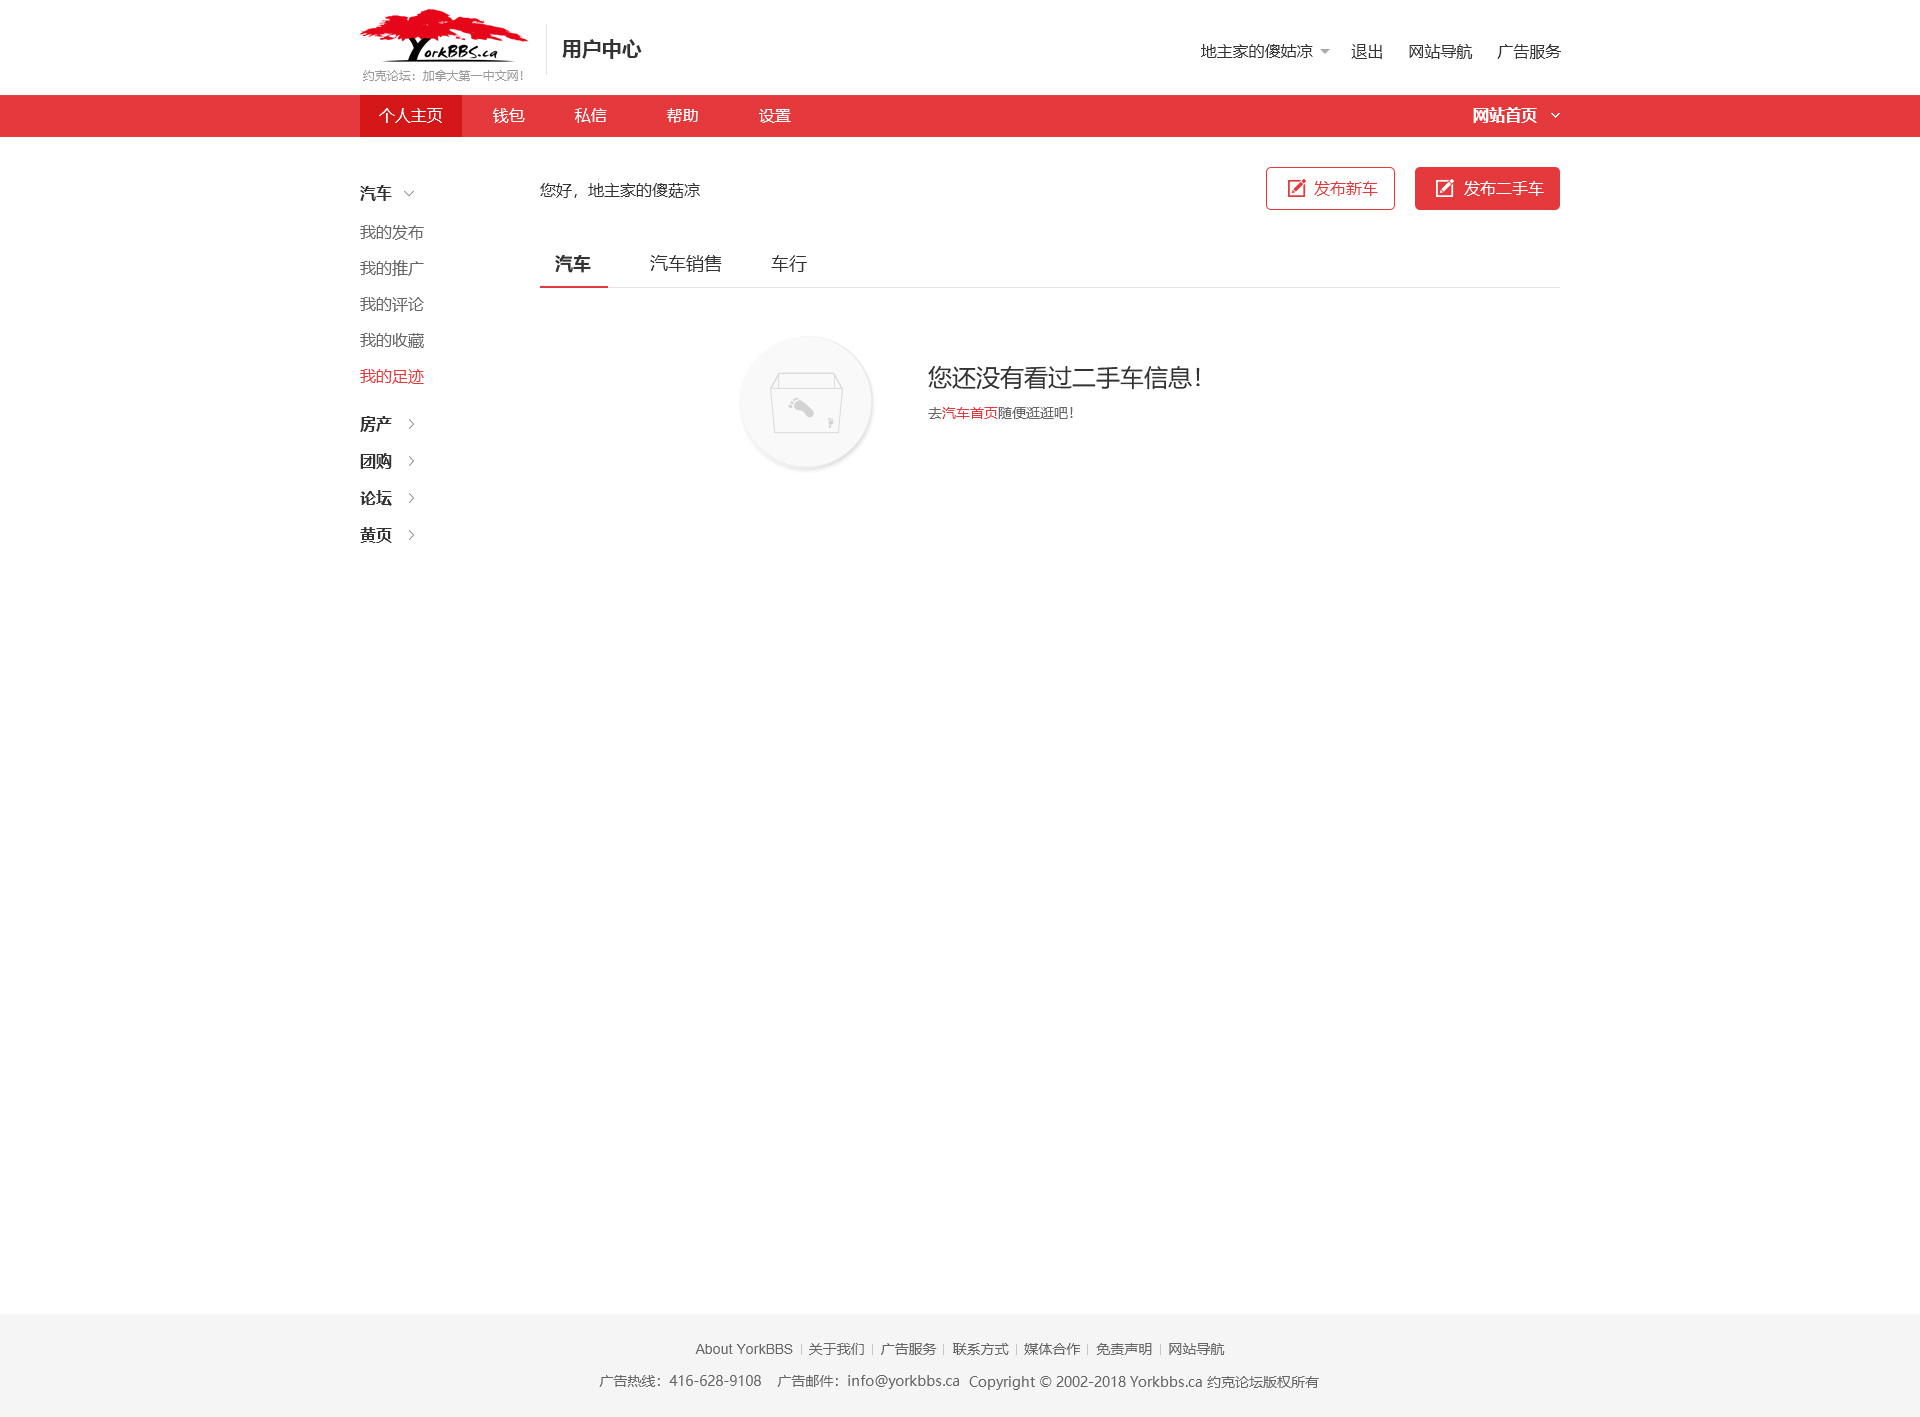 YorkBBS.ca
约克论坛：加拿大第一中文网！
用户中心
地主家的傻姑凉 退出 网站导航 广告服务
个人主页 钱包 私信 帮助 设置 网站首页
汽车
我的发布
我的推广
我的评论
我的收藏
我的足迹
房产
团购
论坛
黄页
您好，地主家的傻菇凉
发布新车 发布二手车
汽车 汽车销售 车行
您还没有看过二手车信息！
去汽车首页随便逛逛吧！
About YorkBBS 关于我们 广告服务 联系方式 媒体合作 免责声明 网站导航
广告热线：416-628-9108 广告邮件：info@yorkbbs.ca Copyright © 2002-2018 Yorkbbs.ca 约克论坛版权所有